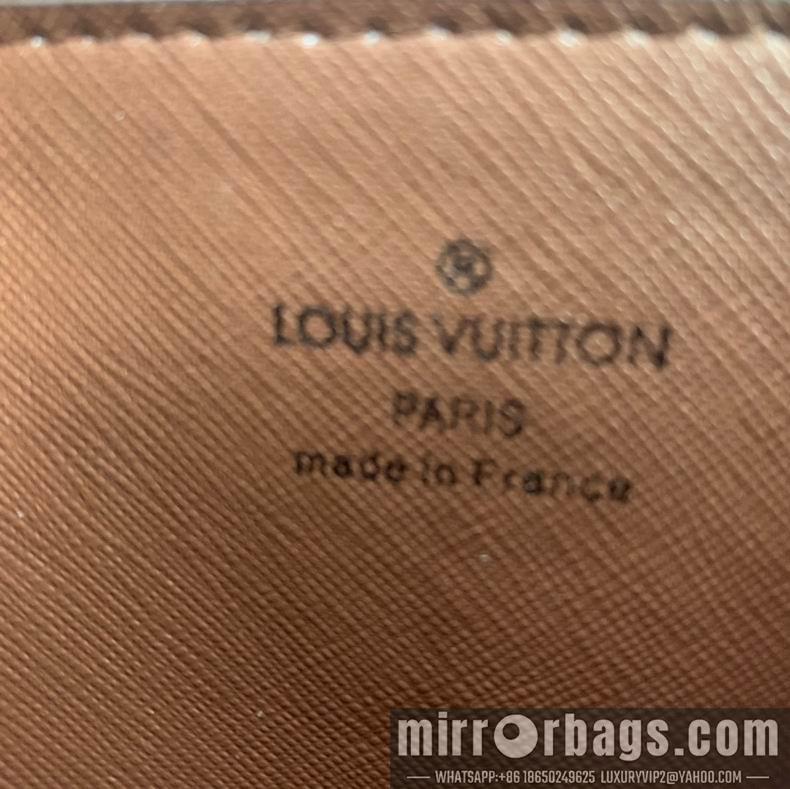 ®
LOUIS VUITTON
PARIS
made in France
mirrorbags.com
WHATSAPP:+86 18650249625 LUXURYVIP2@YAHOO.COM